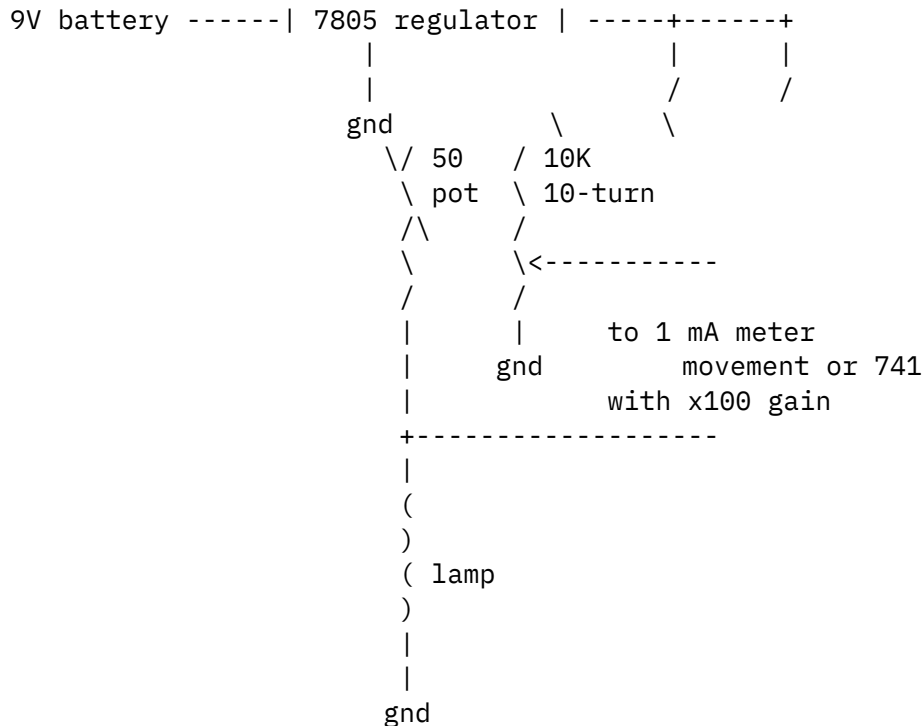 9V battery ------| 7805 regulator | -----+------+
| | |
| / /
gnd \ \
\/ 50 / 10K
\ pot \ 10-turn
/\ /
\ \<-----------
/ /
| | to 1 mA meter
| gnd movement or 741
| with x100 gain
+-------------------
|
(
)
( lamp
)
|
|
gnd